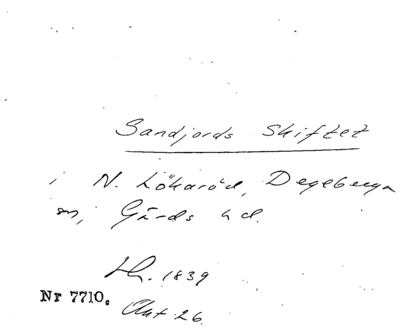 Sandjords Skiftet
i N. Lökaröd, Degeberga
sn, Gärds hd.
1839
Nr 7710.
Akt 26